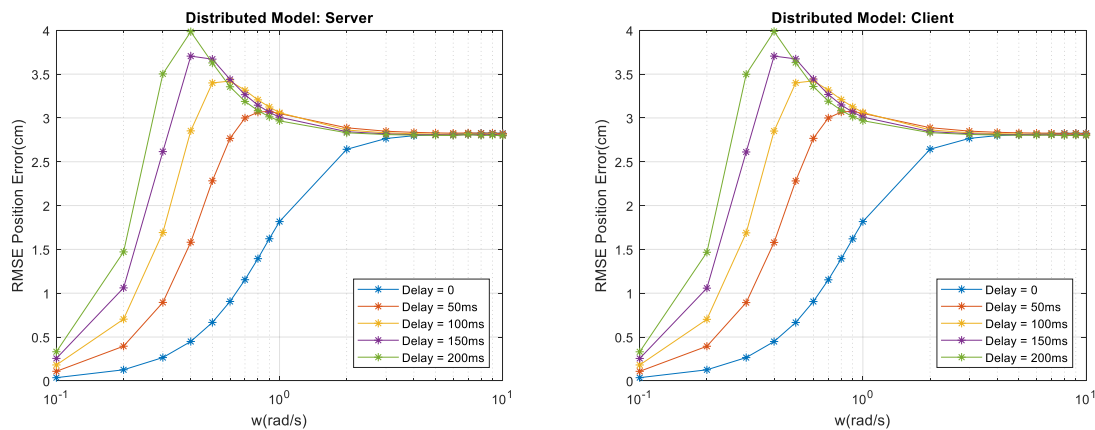 Distributed Model: Server
RMSE Position Error(cm)
4
3.5
3
2.5
2
1.5
1
0.5
0
10^-1
10^0
10^1
w(rad/s)
Delay = 0
Delay = 50ms
Delay = 100ms
Delay = 150ms
Delay = 200ms
Distributed Model: Client
RMSE Position Error(cm)
4
3.5
3
2.5
2
1.5
1
0.5
0
10^-1
10^0
10^1
w(rad/s)
Delay = 0
Delay = 50ms
Delay = 100ms
Delay = 150ms
Delay = 200ms